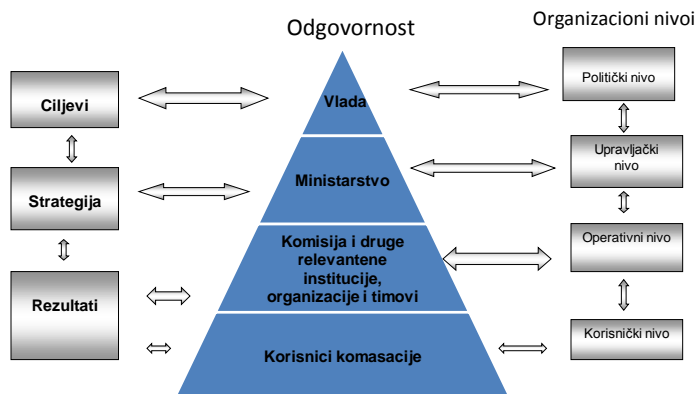 Odgovornost
Organizacioni nivoi
Ciljevi
Strategija
Rezultati
Vlada
Ministarstvo
Komisija i druge
relevantene
institucije,
organizacije i timovi
Korisnici komasacije
Politički nivo
Upravljački
nivo
Operativni nivo
Korisnički nivo